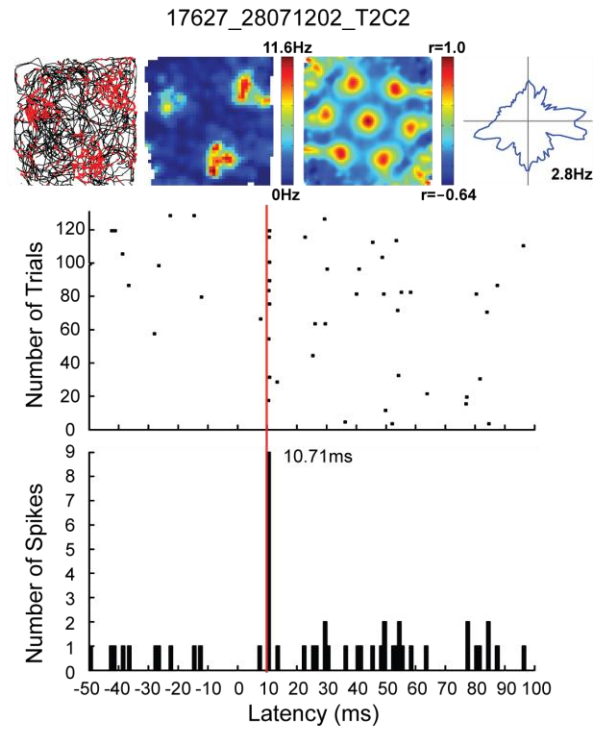 17627_28071202_T2C2
11.6Hz r=1.0
0Hz r=−0.64 2.8Hz
Number of Trials
120
100
80
60
40
20
0
10.71ms
Number of Spikes
9
8
7
6
5
4
3
2
1
0
-50 -40 -30 -20 -10 0 10 20 30 40 50 60 70 80 90 100
Latency (ms)